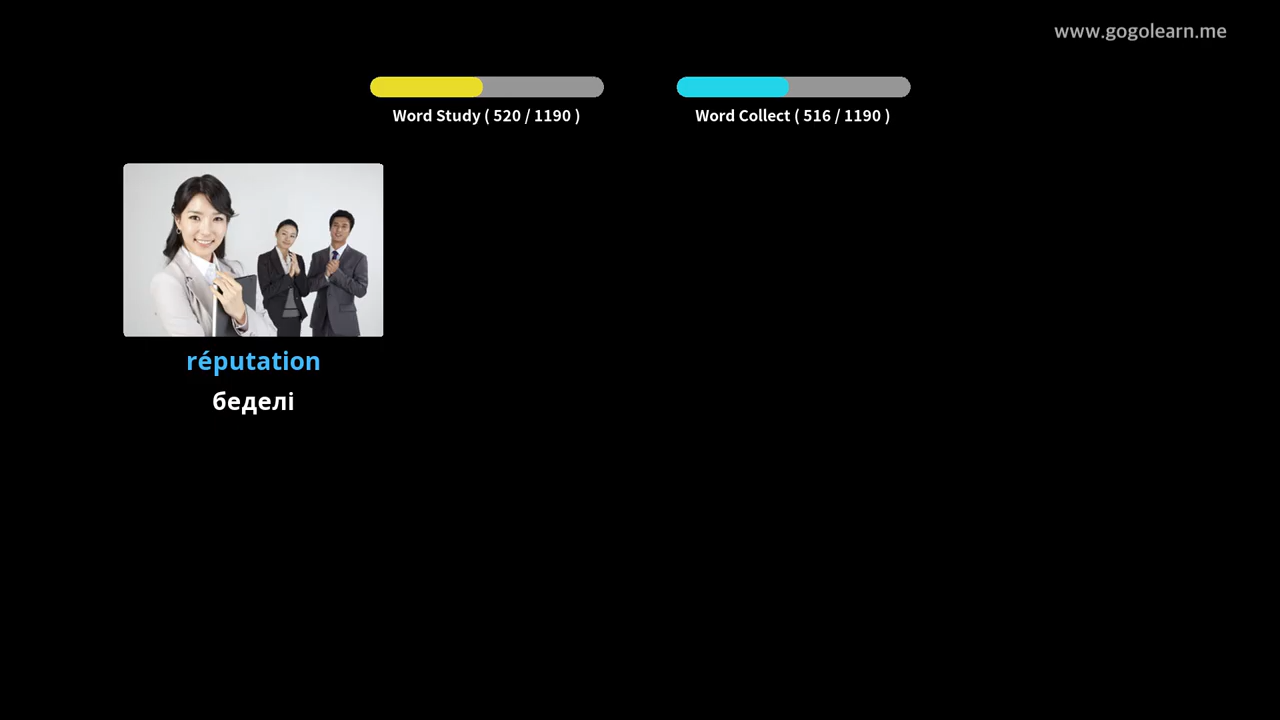 www.gogolearn.me
Word Study ( 520 / 1190 )
Word Collect ( 516 / 1190 )
réputation
беделі